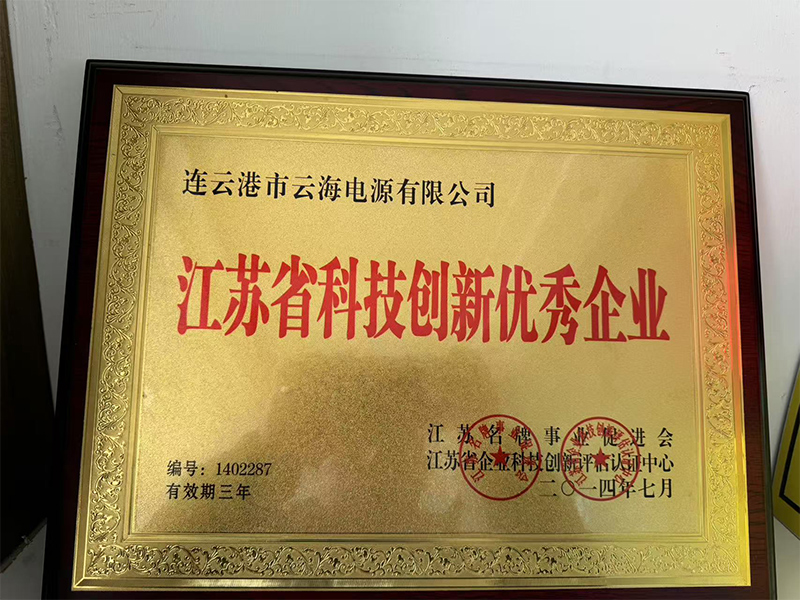 连云港市云海电源有限公司
江苏省科技创新优秀企业
江苏名牌事业促进会
江苏省企业科技创新评估认证中心
编号：1402287
有效期三年
二〇一四年七月